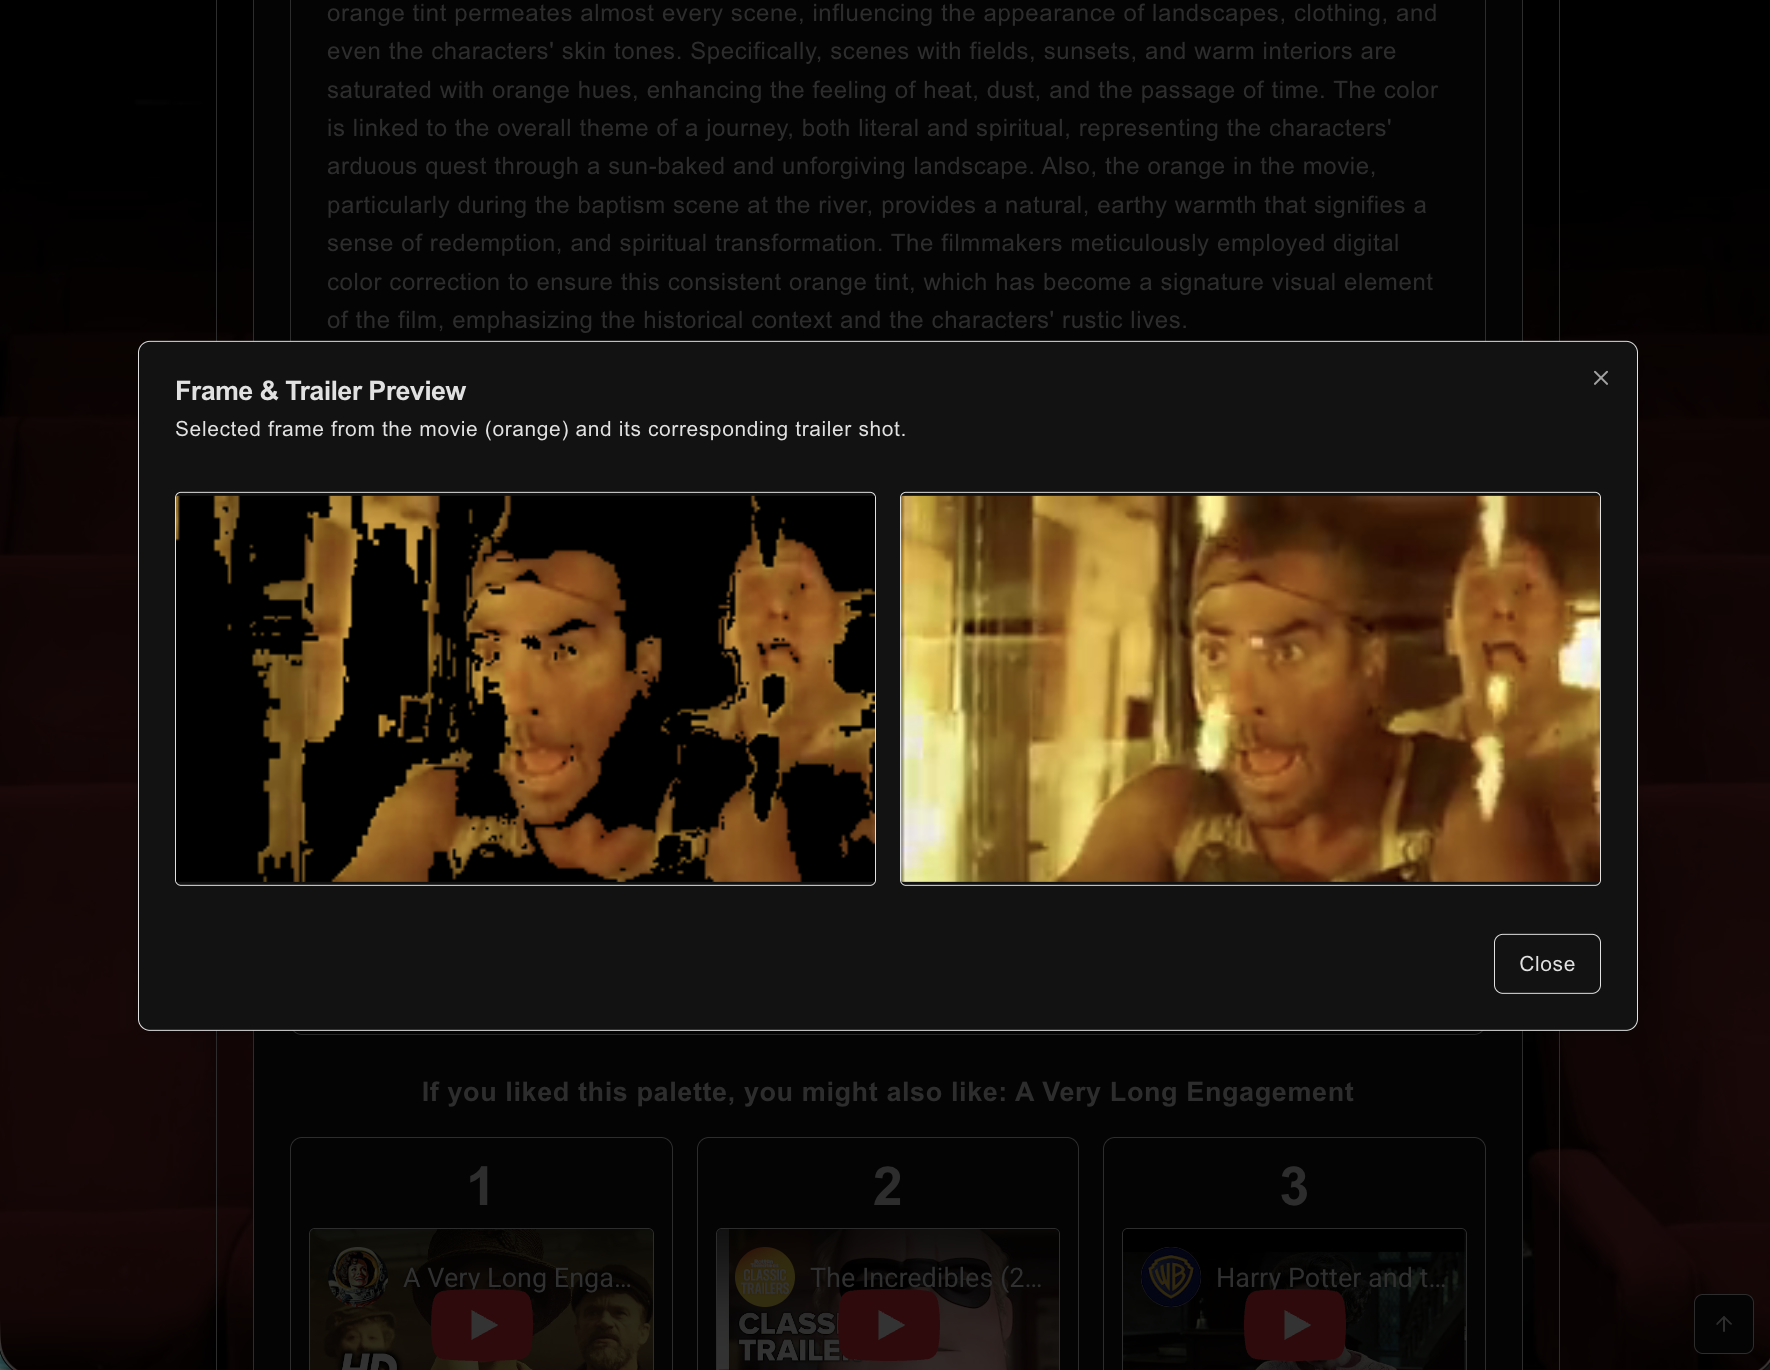 orange tint permeates almost every scene, influencing the appearance of landscapes, clothing, and
even the characters' skin tones. Specifically, scenes with fields, sunsets, and warm interiors are
saturated with orange hues, enhancing the feeling of heat, dust, and the passage of time. The color
is linked to the overall theme of a journey, both literal and spiritual, representing the characters'
arduous quest through a sun-baked and unforgiving landscape. Also, the orange in the movie,
particularly during the baptism scene at the river, provides a natural, earthy warmth that signifies a
sense of redemption, and spiritual transformation. The filmmakers meticulously employed digital
color correction to ensure this consistent orange tint, which has become a signature visual element
of the film, emphasizing the historical context and the characters' rustic lives.
Frame & Trailer Preview
Selected frame from the movie (orange) and its corresponding trailer shot.
Close
If you liked this palette, you might also like: A Very Long Engagement
1
2
3
A Very Long Enga...
The Incredibles (2...
Harry Potter and t...
CLASSIC
TRAILERS
WB
CLASS
TRAILE
HD